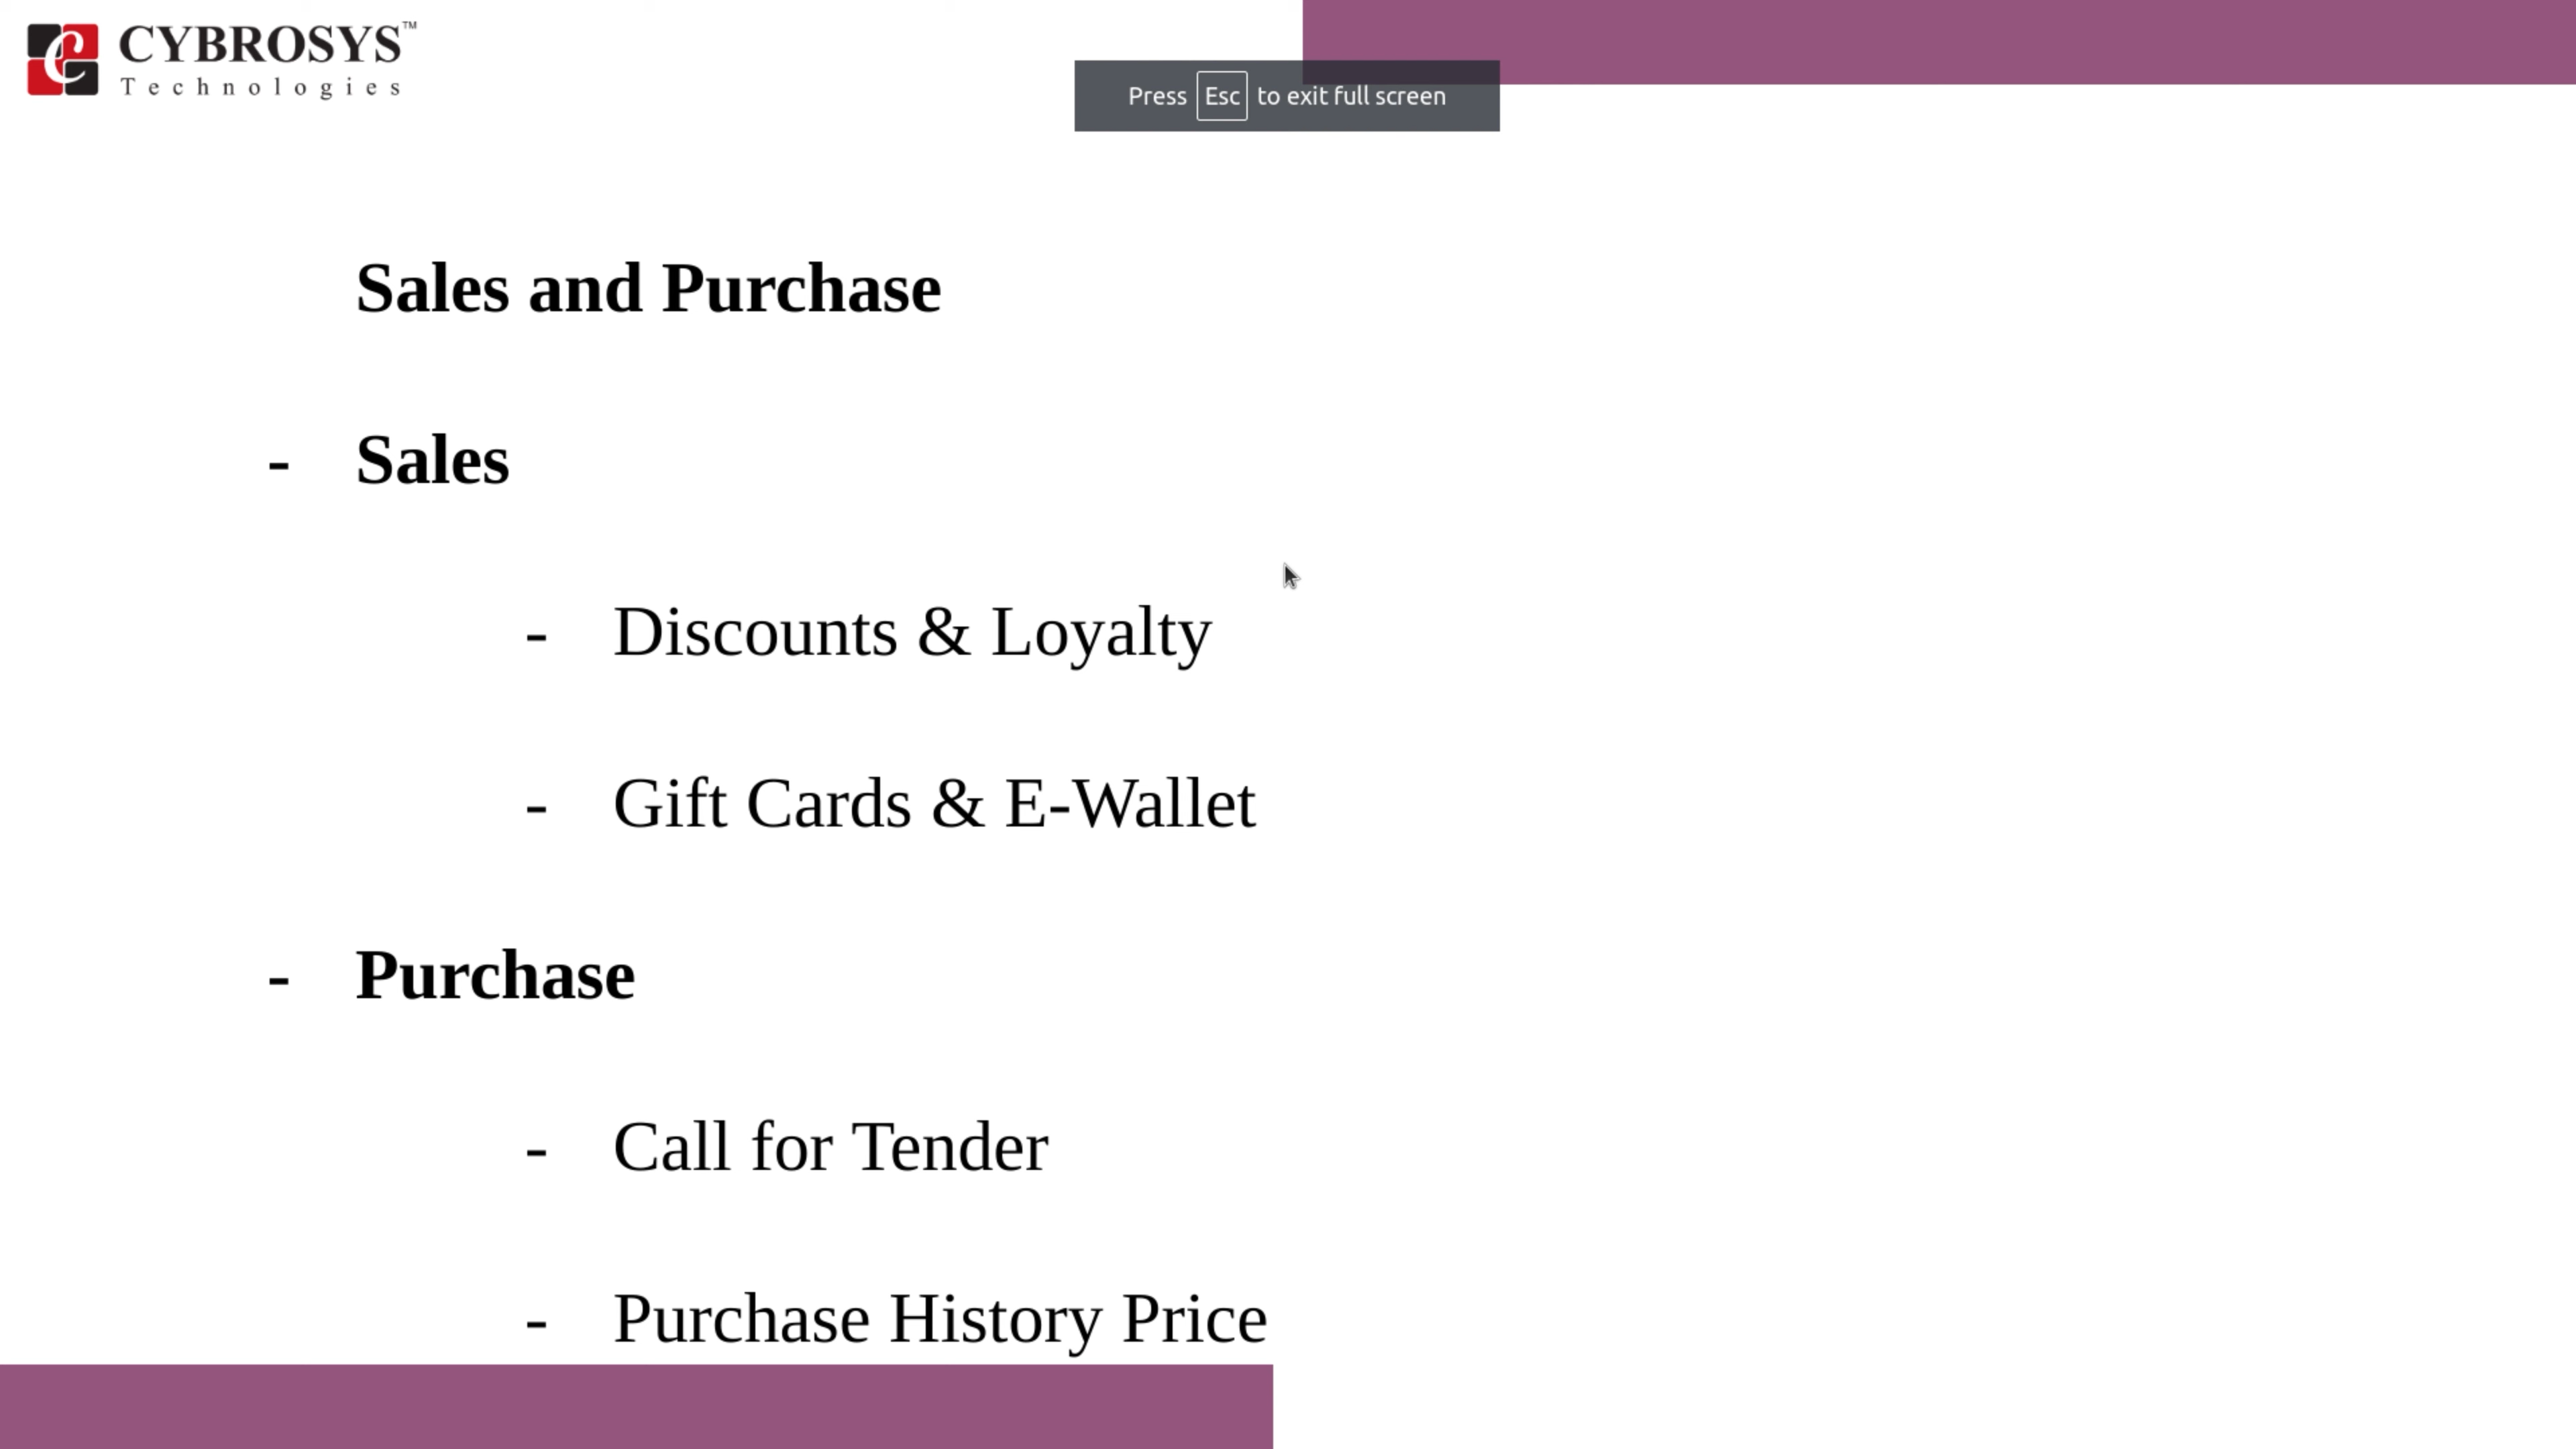 CYBROSYS™
Technologies
Press Esc to exit full screen
Sales and Purchase
- Sales
- Discounts & Loyalty
- Gift Cards & E-Wallet
- Purchase
- Call for Tender
- Purchase History Price